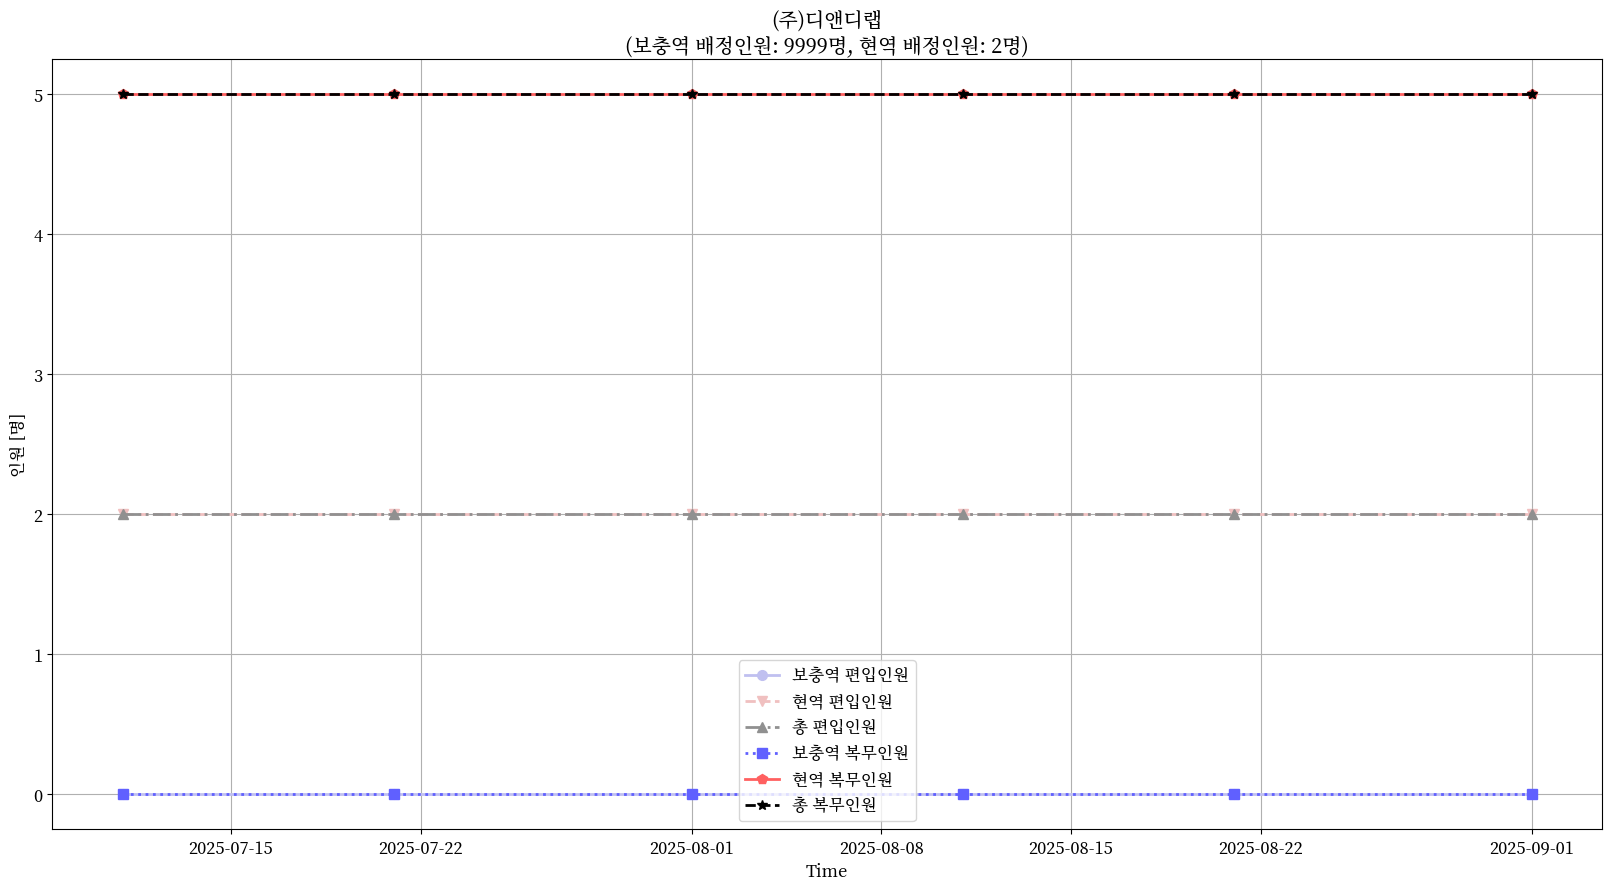 (주)디앤디랩
(보충역 배정인원: 9999명, 현역 배정인원: 2명)
5
4
3
2
1
0
인원 [명]
보충역 편입인원
현역 편입인원
총 편입인원
보충역 복무인원
현역 복무인원
총 복무인원
2025-07-15
2025-07-22
2025-08-01
2025-08-08
2025-08-15
2025-08-22
2025-09-01
Time